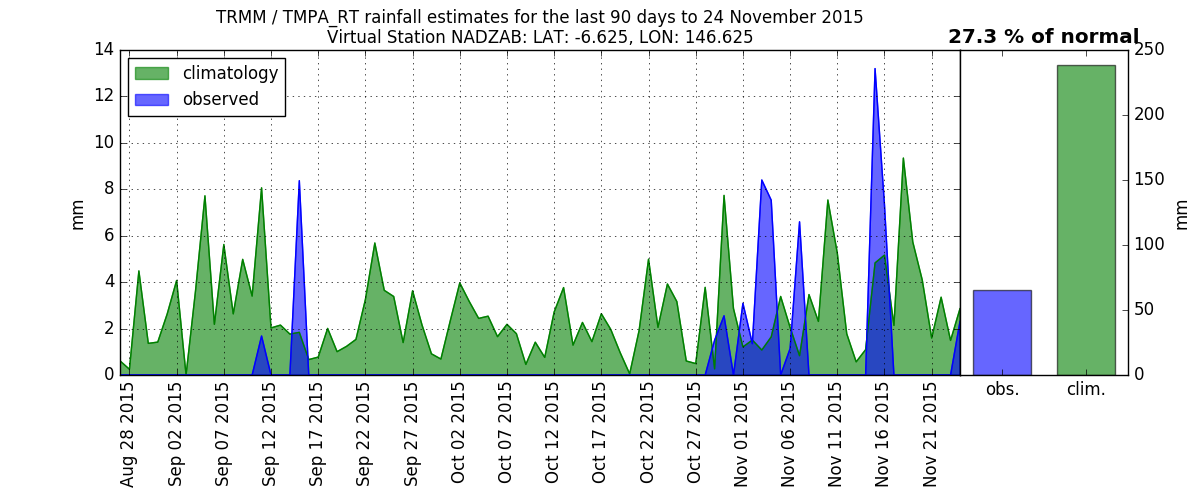 TRMM / TMPA_RT rainfall estimates for the last 90 days to 24 November 2015
Virtual Station NADZAB: LAT: -6.625, LON: 146.625
27.3 % of normal
climatology
observed
14
12
10
8
6
4
2
0
mm
250
200
150
100
50
0
mm
Aug 28 2015
Sep 02 2015
Sep 07 2015
Sep 12 2015
Sep 17 2015
Sep 22 2015
Sep 27 2015
Oct 02 2015
Oct 07 2015
Oct 12 2015
Oct 17 2015
Oct 22 2015
Oct 27 2015
Nov 01 2015
Nov 06 2015
Nov 11 2015
Nov 16 2015
Nov 21 2015
obs.
clim.